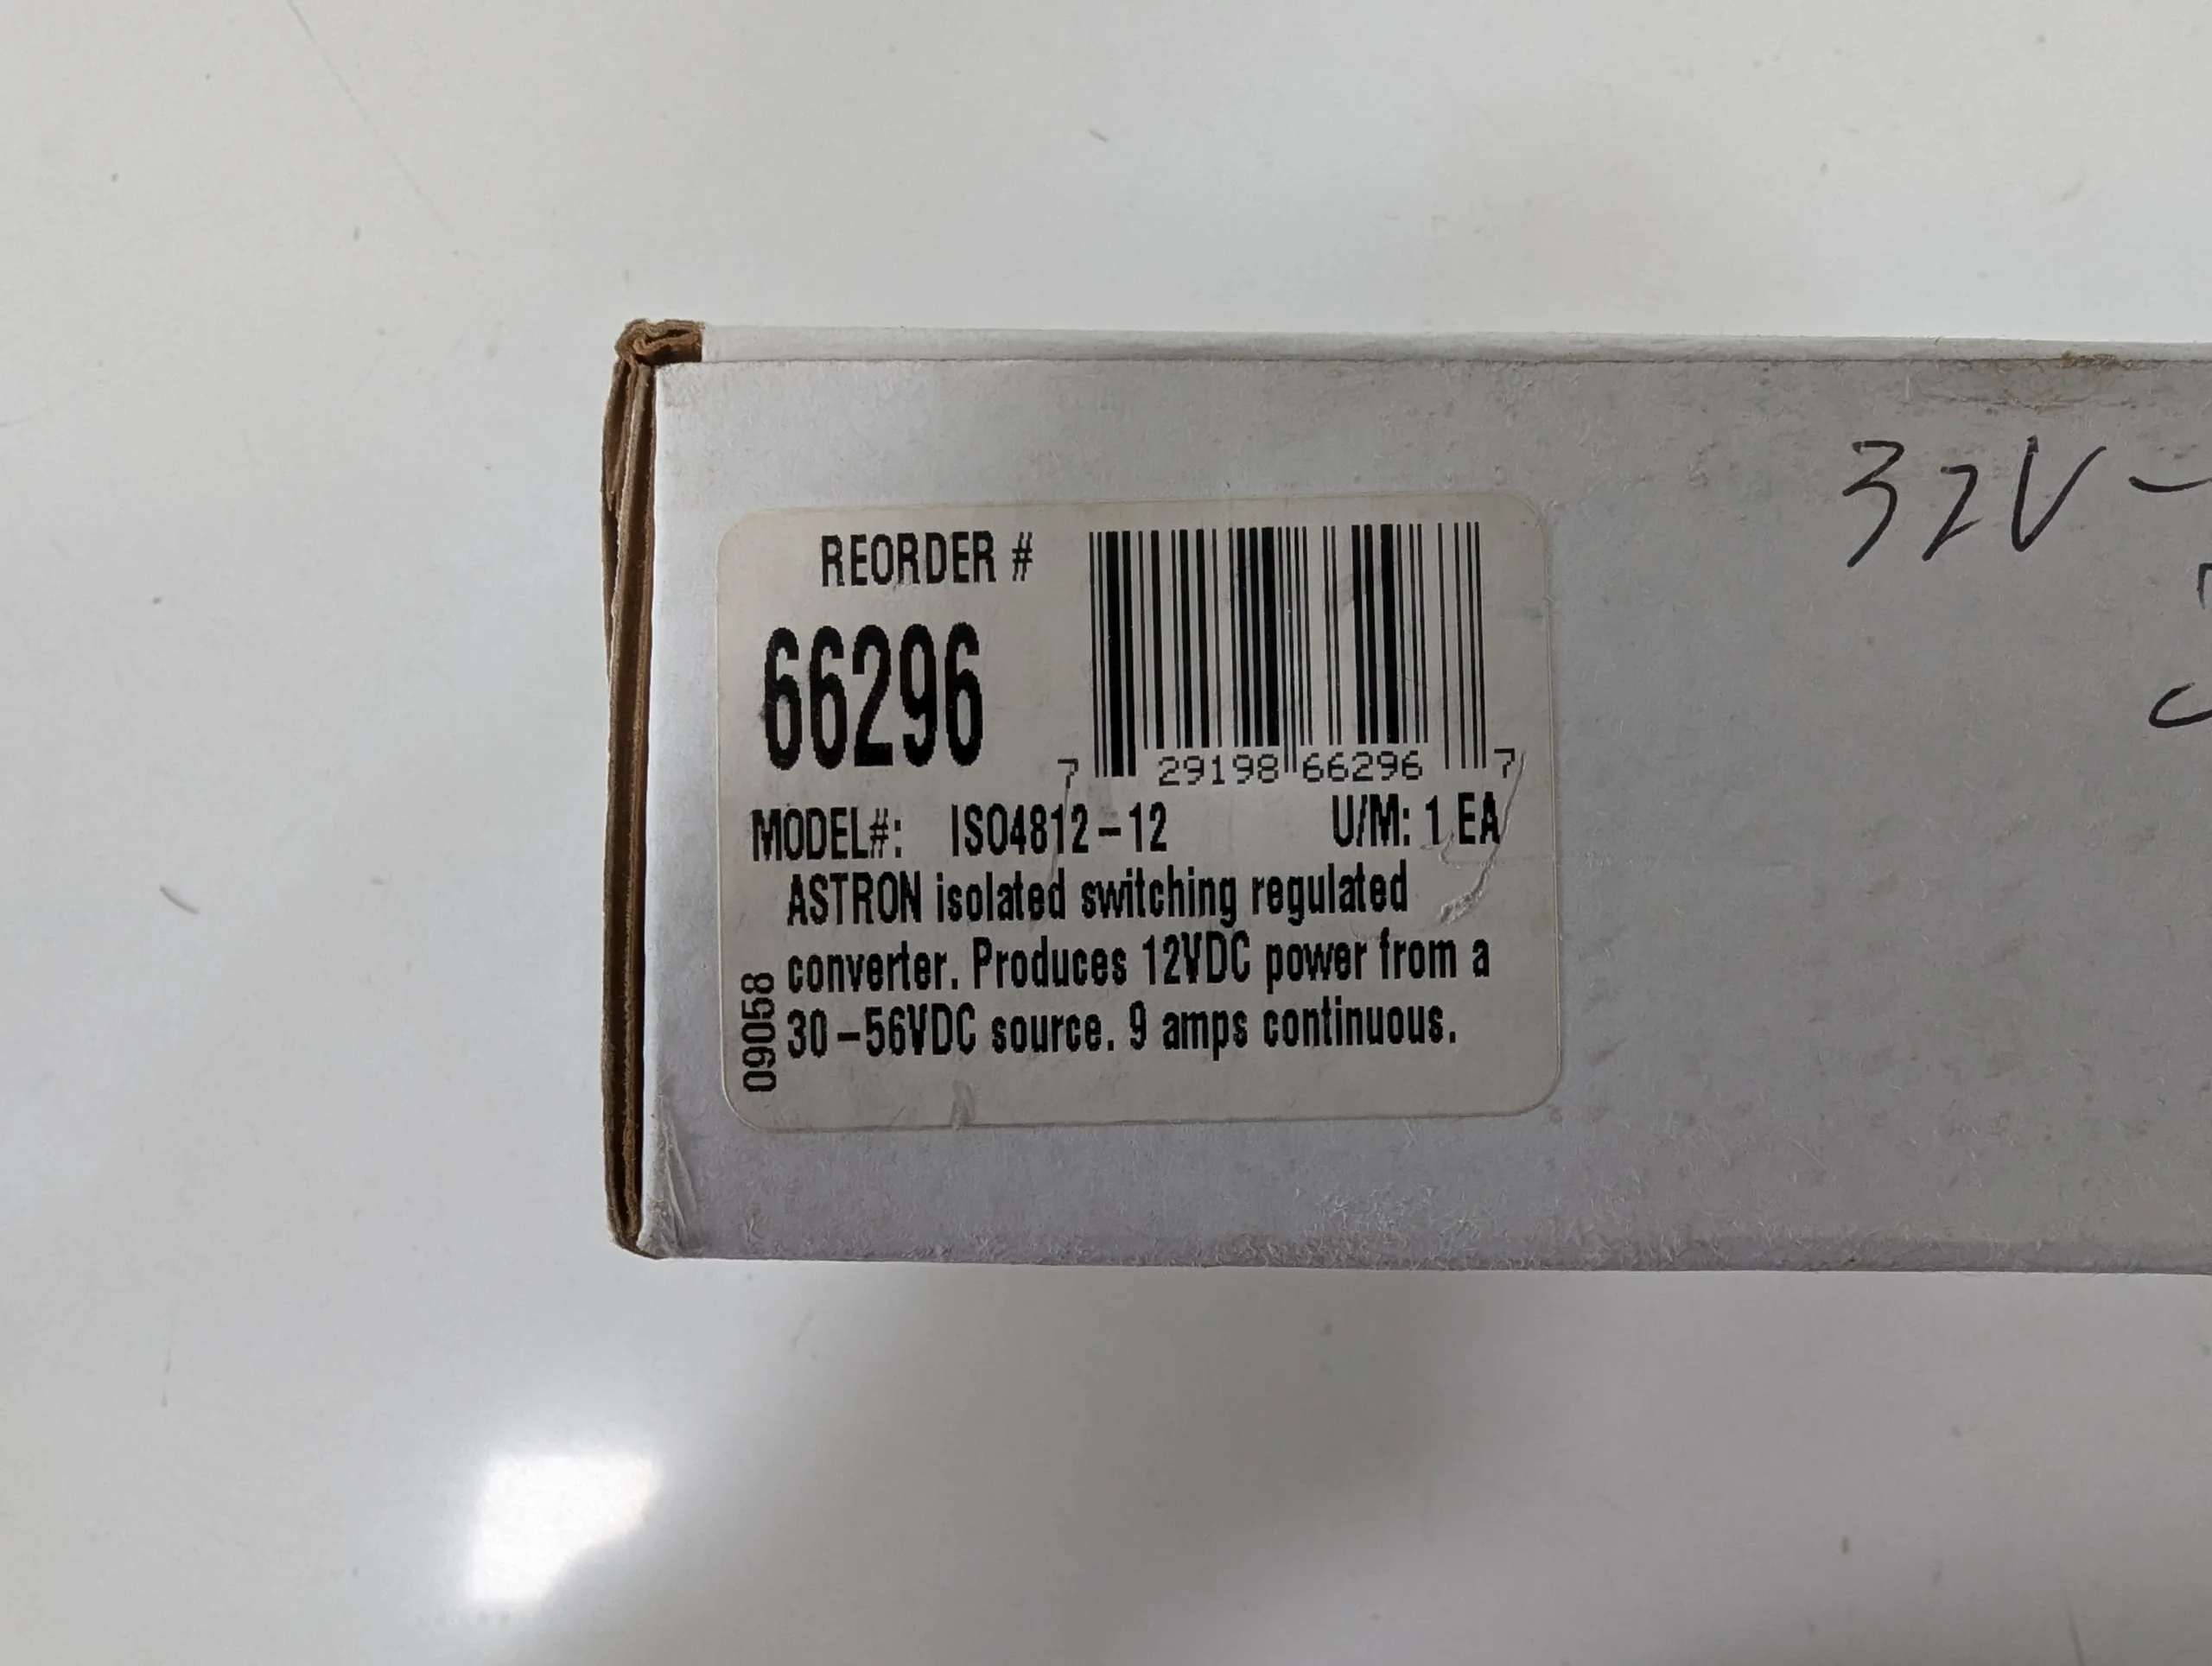 REORDER #
66296
7 29198 66296 7
MODEL#: ISO4812-12 U/M: 1 EA
ASTRON isolated switching regulated
converter. Produces 12VDC power from a
30-56VDC source. 9 amps continuous.
09058
32V-